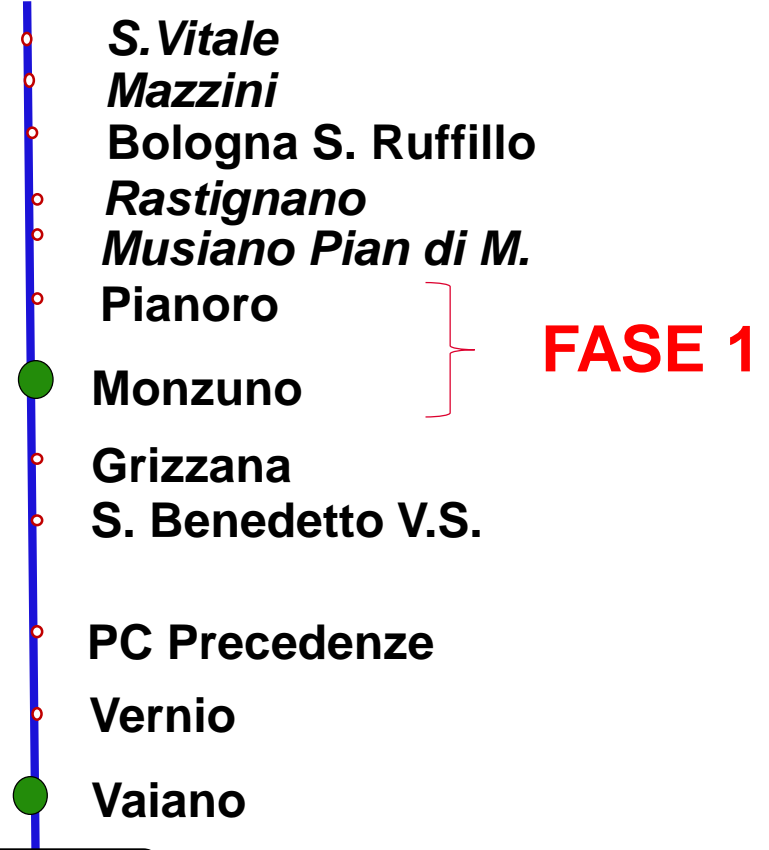 S.Vitale
Mazzini
Bologna S. Ruffillo
Rastignano
Musiano Pian di M.
Pianoro
FASE 1
Monzuno
Grizzana
S. Benedetto V.S.
PC Precedenze
Vernio
Vaiano